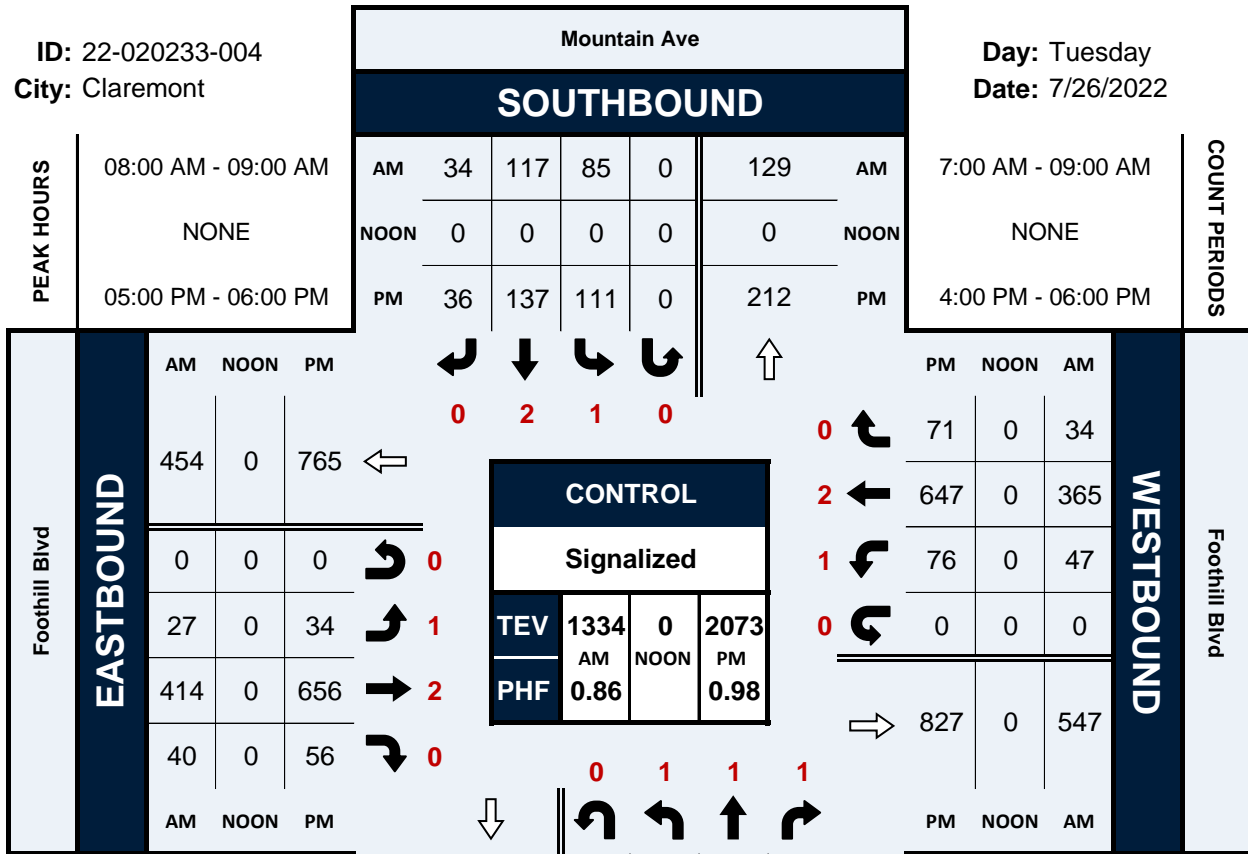 Mountain Ave
ID: 22-020233-004
Day: Tuesday
City: Claremont
SOUTHBOUND
Date: 7/26/2022
PEAK HOURS
08:00 AM - 09:00 AM
AM 34 117 85 0 129 AM
7:00 AM - 09:00 AM
COUNT PERIODS
NONE
NOON 0 0 0 0 0 NOON
NONE
05:00 PM - 06:00 PM
PM 36 137 111 0 212 PM
4:00 PM - 06:00 PM
0 2 1 0
Foothill Blvd
EASTBOUND
AM NOON PM
454 0 765
0 0 0 0
27 0 34 1
414 0 656 2
40 0 56 0
AM NOON PM
CONTROL
Signalized
TEV 1334 0 2073
AM NOON PM
PHF 0.86 0.98
PM NOON AM
0 71 0 34
2 647 0 365
1 76 0 47
0 0 0 0
827 0 547
PM NOON AM
WESTBOUND
Foothill Blvd
0 1 1 1